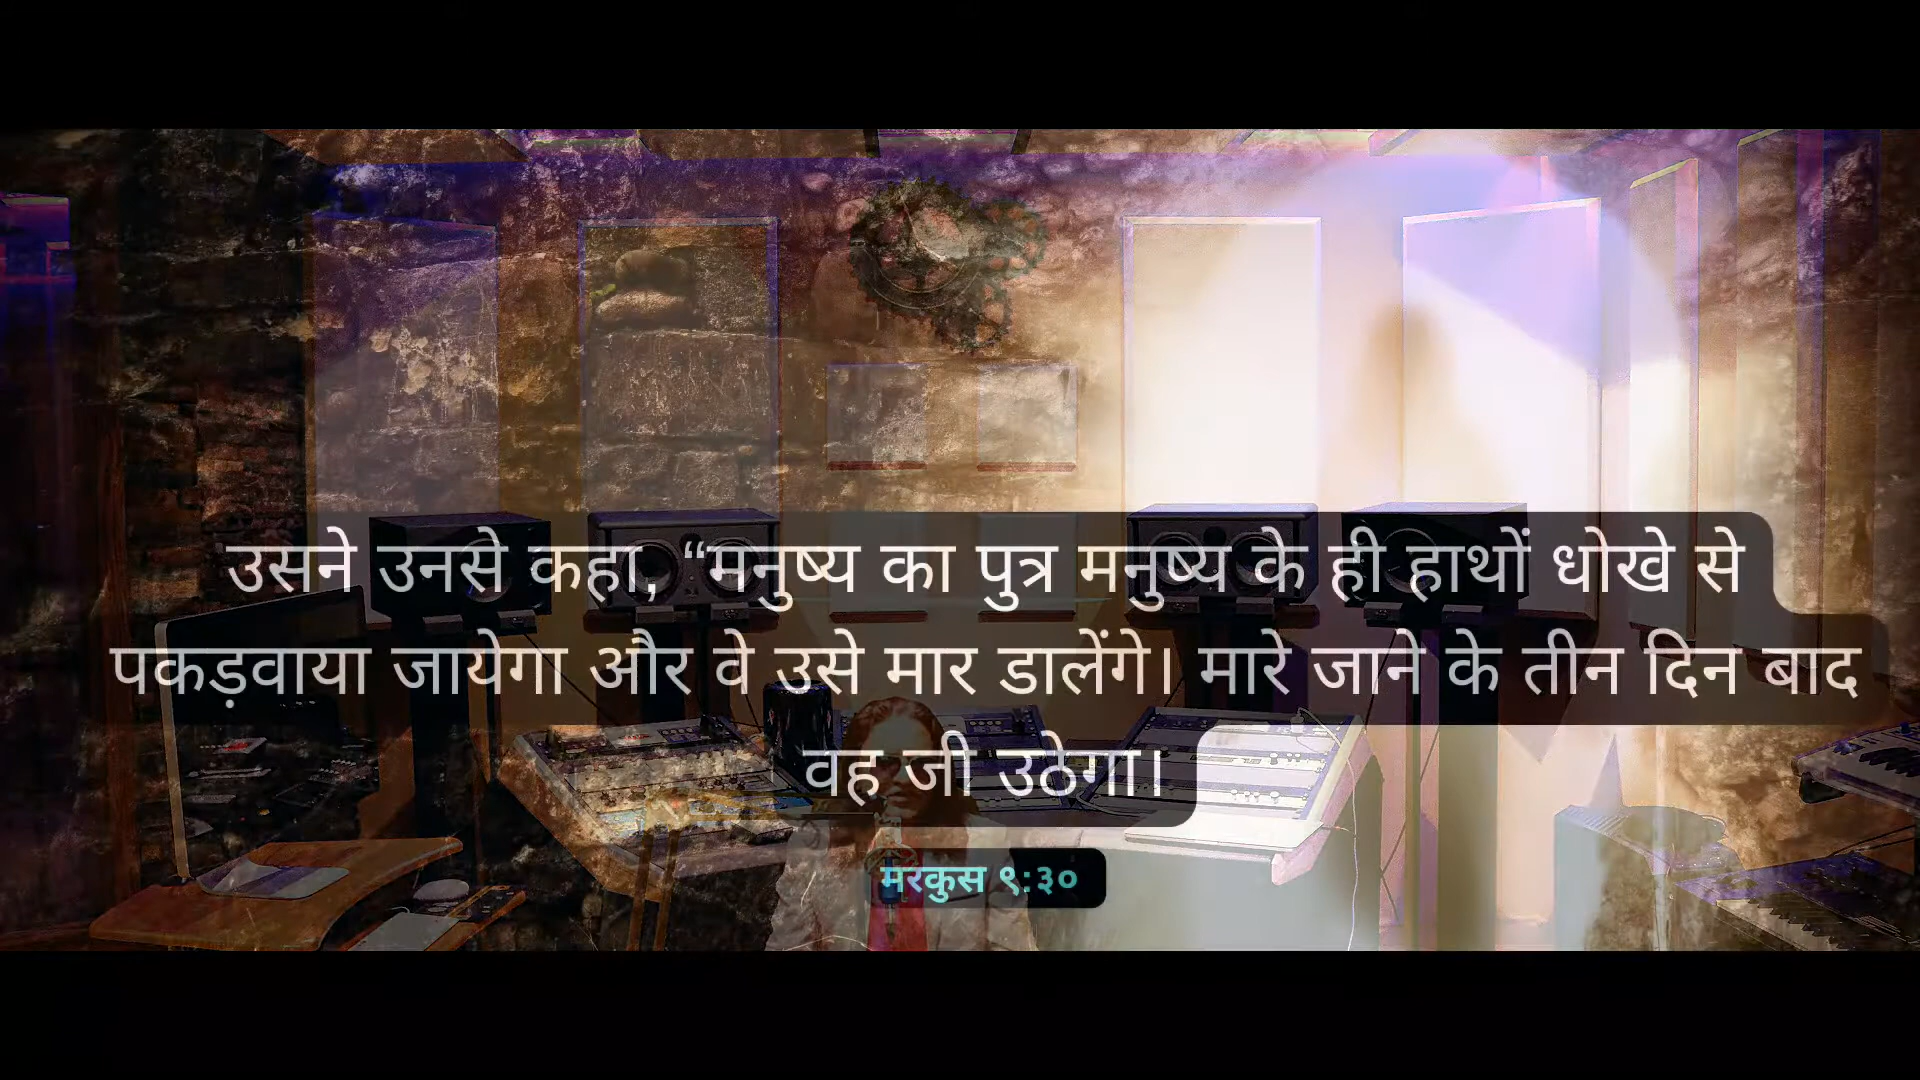 उसने उनसे कहा, “मनुष्य का पुत्र मनुष्य के ही हाथों धोखे से
पकड़वाया जायेगा और वे उसे मार डालेंगे। मारे जाने के तीन दिन बाद
वह जी उठेगा।
मरकुस ९:३०